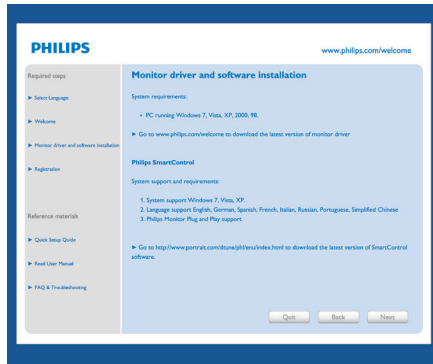 PHILIPS
www.philips.com/welcome
Required steps
► Select Language
► Welcome
► Monitor driver and software installation
► Registration
Reference materials
► Quick Setup Guide
► Read User Manual
► FAQ & Troubleshooting
Monitor driver and software installation
System requirements:
• PC running Windows 7, Vista, XP, 2000, 98.
► Go to www.philips.com/welcome to download the latest version of monitor driver
Philips SmartControl
System support and requirements:
1. System support Windows 7, Vista, XP.
2. Language support English, German, Spanish, French, Italian, Russian, Portuguese, Simplified Chinese
3. Philips Monitor Plug and Play support
► Go to http://www.portrait.com/dtune/phl/enu/index.html to download the latest version of SmartControl
software.
Quit
Back
Next